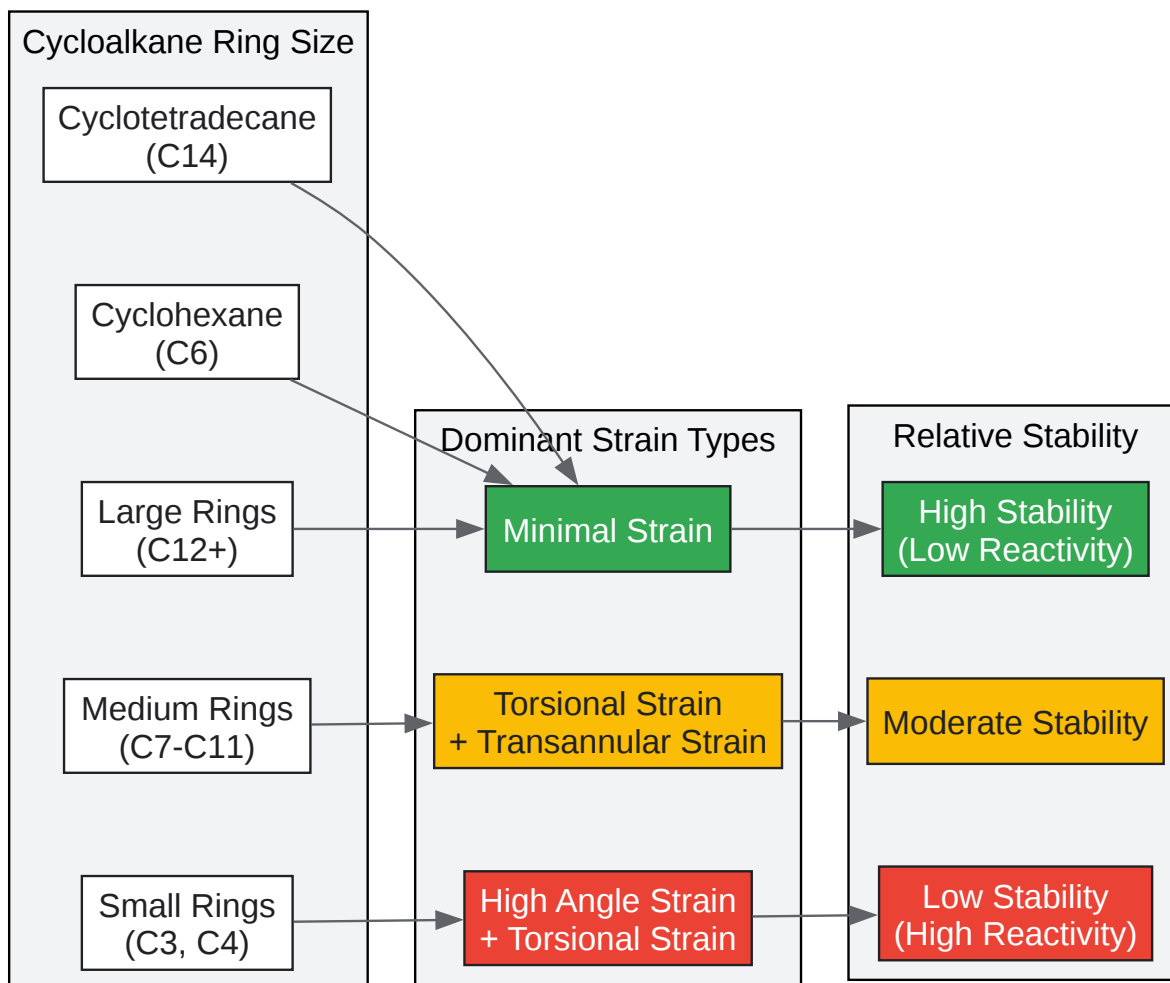 Cycloalkane Ring Size
Cyclotetradecane
(C14)
Cyclohexane
(C6)
Large Rings
(C12+)
Medium Rings
(C7-C11)
Small Rings
(C3, C4)
Dominant Strain Types
Minimal Strain
Torsional Strain
+ Transannular Strain
High Angle Strain
+ Torsional Strain
Relative Stability
High Stability
(Low Reactivity)
Moderate Stability
Low Stability
(High Reactivity)